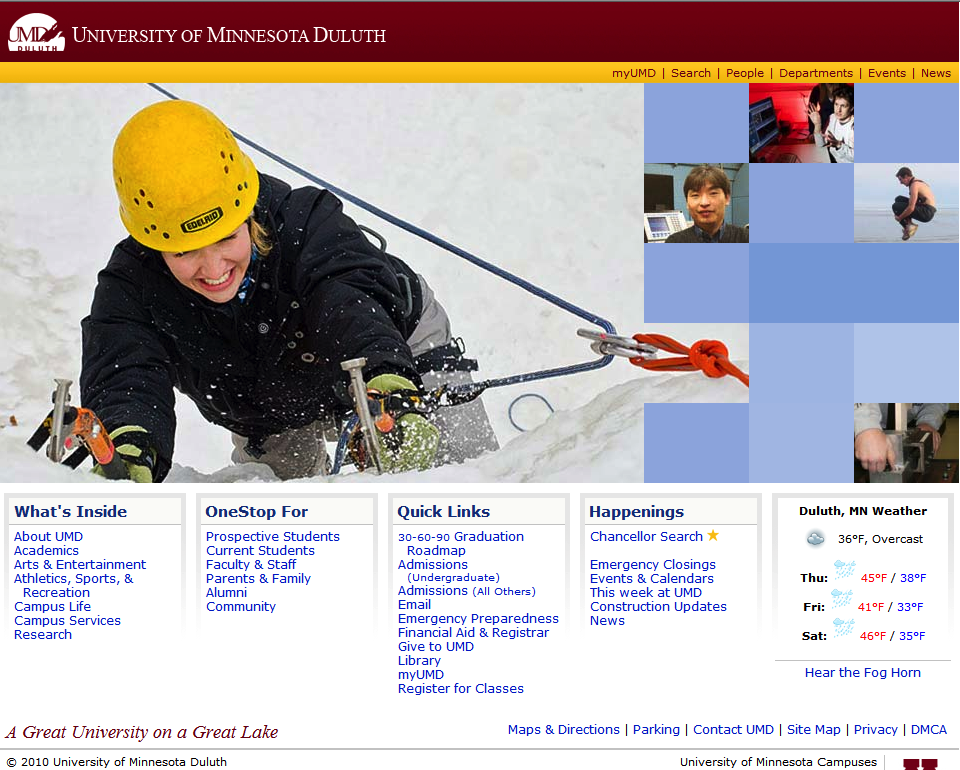 UMD
DULUTH
UNIVERSITY OF MINNESOTA DULUTH
myUMD | Search | People | Departments | Events | News
EDELRID
What's Inside
About UMD
Academics
Arts & Entertainment
Athletics, Sports, &
Recreation
Campus Life
Campus Services
Research
OneStop For
Prospective Students
Current Students
Faculty & Staff
Parents & Family
Alumni
Community
Quick Links
30-60-90 Graduation
Roadmap
Admissions
(Undergraduate)
Admissions (All Others)
Email
Emergency Preparedness
Financial Aid & Registrar
Give to UMD
Library
myUMD
Register for Classes
Happenings
Chancellor Search
Emergency Closings
Events & Calendars
This week at UMD
Construction Updates
News
Duluth, MN Weather
36°F, Overcast
Thu: 45°F / 38°F
Fri: 41°F / 33°F
Sat: 46°F / 35°F
Hear the Fog Horn
A Great University on a Great Lake
Maps & Directions | Parking | Contact UMD | Site Map | Privacy | DMCA
© 2010 University of Minnesota Duluth
University of Minnesota Campuses